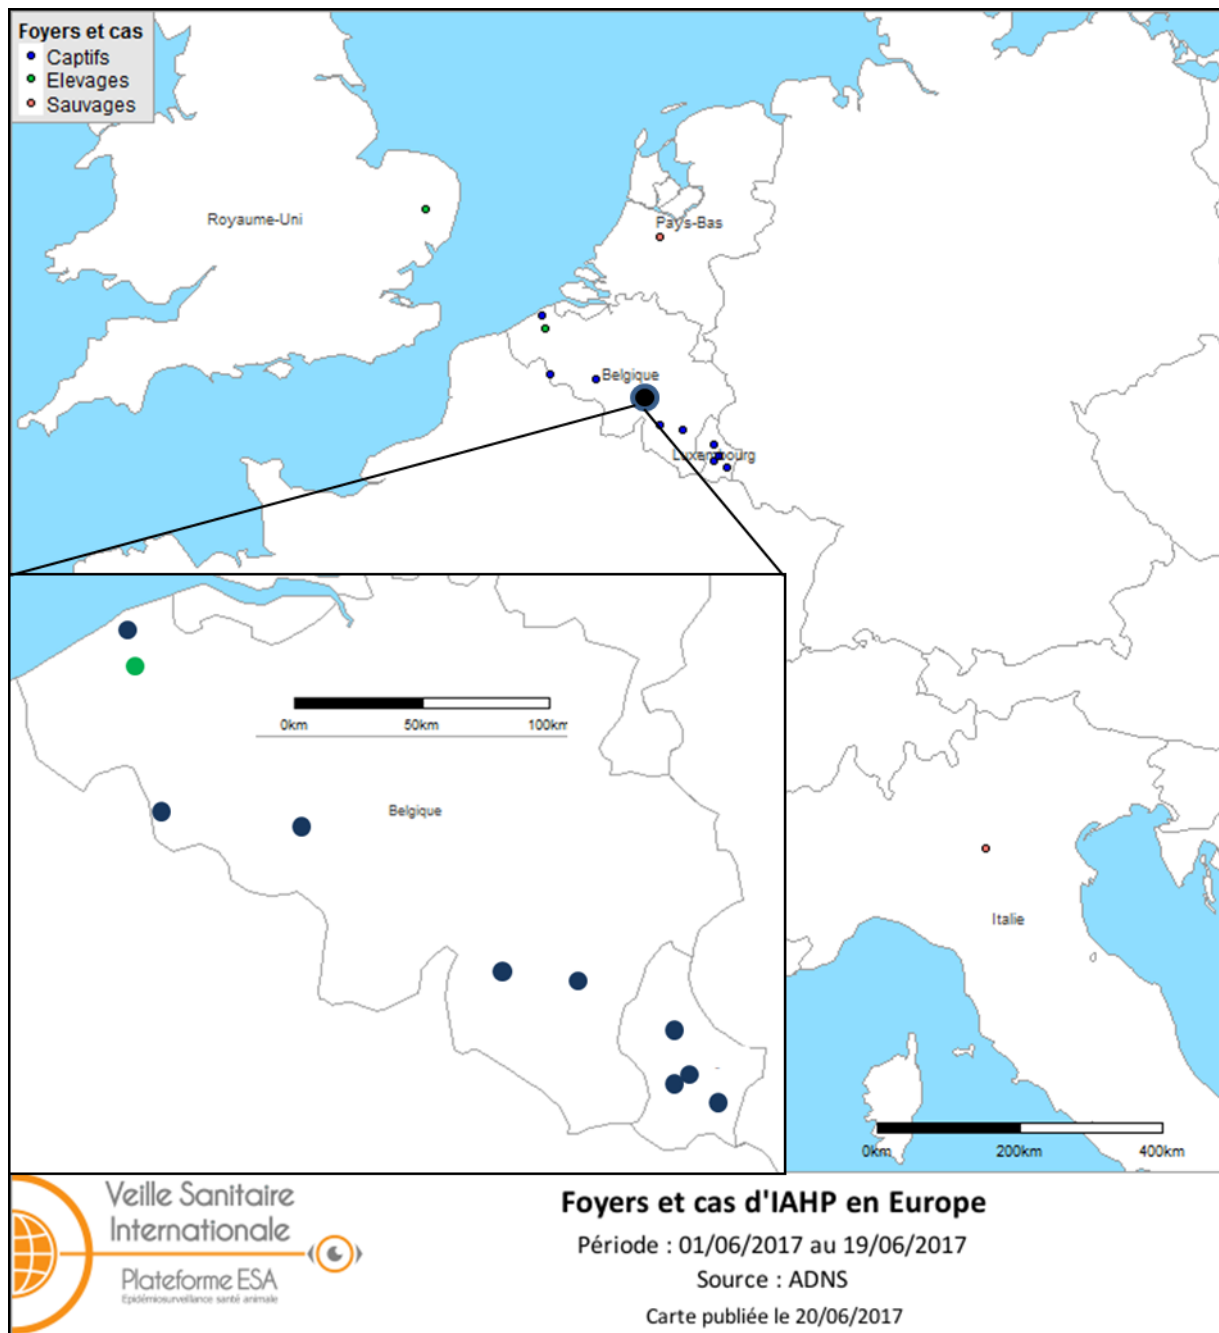 Foyers et cas
Captifs
Elevages
Sauvages
Royaume-Uni
Pays-Bas
Belgique
Luxembourg
0km 50km 100km
Belgique
Italie
0km 200km 400km
Veille Sanitaire
Internationale
Plateforme ESA
Epidémiosurveillance santé animale
Foyers et cas d'IAHP en Europe
Période : 01/06/2017 au 19/06/2017
Source : ADNS
Carte publiée le 20/06/2017